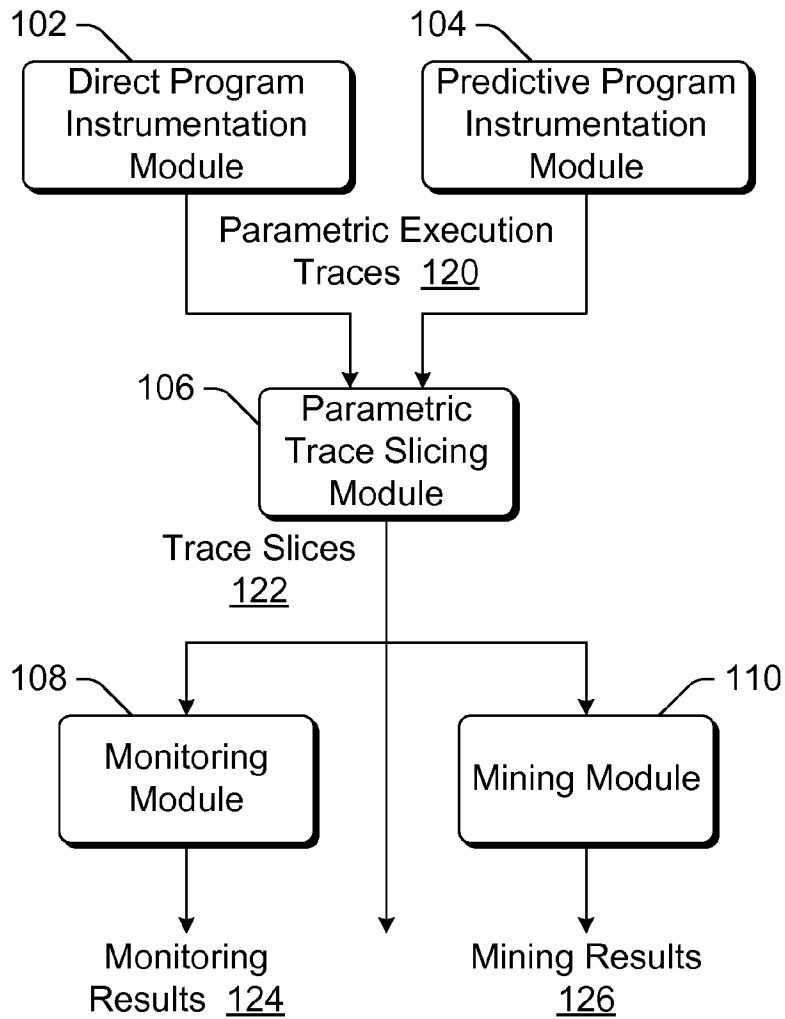 102
104
Direct Program
Instrumentation
Module
Predictive Program
Instrumentation
Module
Parametric Execution
Traces 120
106
Parametric
Trace Slicing
Module
Trace Slices
122
108
110
Monitoring
Module
Mining Module
Monitoring
Results 124
Mining Results
126